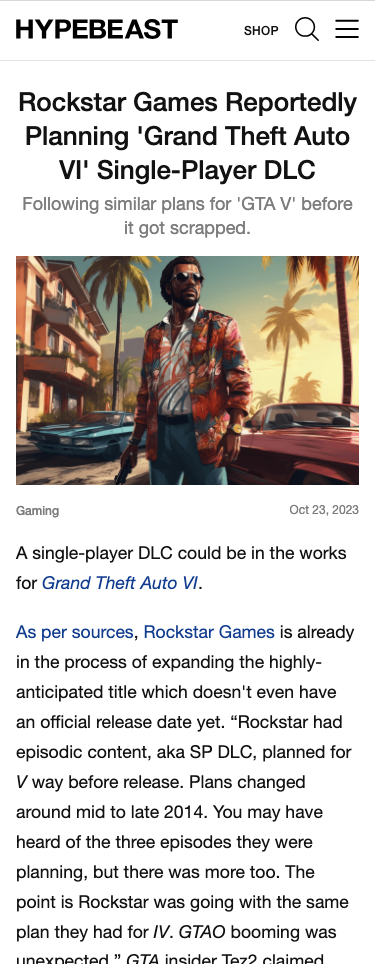 HYPEBEAST
SHOP
Rockstar Games Reportedly
Planning 'Grand Theft Auto
VI' Single-Player DLC
Following similar plans for 'GTA V' before
it got scrapped.
Gaming
Oct 23, 2023
A single-player DLC could be in the works
for Grand Theft Auto VI.
As per sources, Rockstar Games is already
in the process of expanding the highly-
anticipated title which doesn't even have
an official release date yet. “Rockstar had
episodic content, aka SP DLC, planned for
V way before release. Plans changed
around mid to late 2014. You may have
heard of the three episodes they were
planning, but there was more too. The
point is Rockstar was going with the same
plan they had for IV. GTAO booming was
unexpected,” GTA insider Tez2 claimed